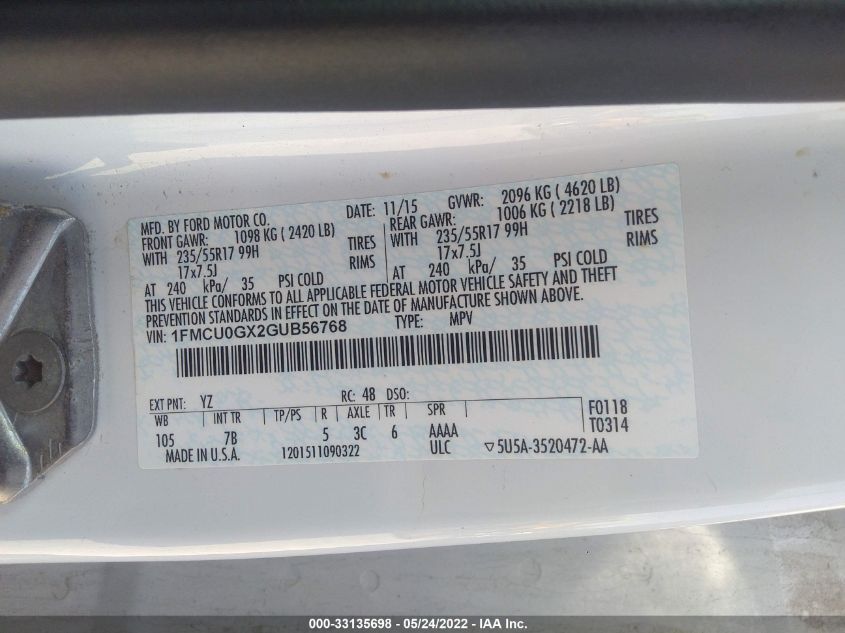 MFD. BY FORD MOTOR CO.
DATE: 11/15 GVWR: 2096 KG ( 4620 LB)
FRONT GAWR: 1098 KG ( 2420 LB) REAR GAWR: 1006 KG ( 2218 LB)
WITH 235/55R17 99H TIRES WITH 235/55R17 99H TIRES
17x7.5J RIMS 17x7.5J RIMS
AT 240 kPa/ 35 PSI COLD AT 240 kPa/ 35 PSI COLD
THIS VEHICLE CONFORMS TO ALL APPLICABLE FEDERAL MOTOR VEHICLE SAFETY AND THEFT
PREVENTION STANDARDS IN EFFECT ON THE DATE OF MANUFACTURE SHOWN ABOVE.
VIN: 1FMCU0GX2GUB56768 TYPE: MPV
EXT PNT: YZ RC: 48 DSO:
WB INT TR TP/PS R AXLE TR SPR F0118
105 7B 5 3C 6 AAAA T0314
MADE IN U.S.A. 1201511090322 ULC ▽5U5A-3520472-AA
000-33135698 - 05/24/2022 - IAA Inc.